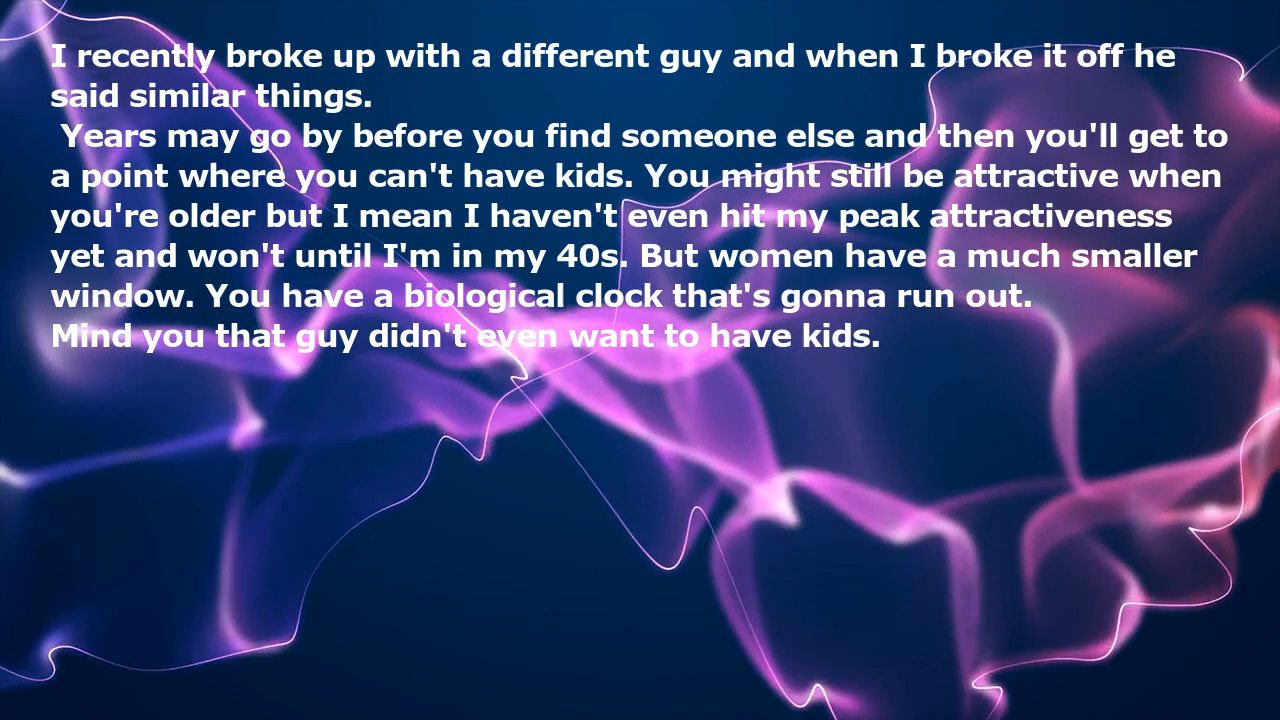 I recently broke up with a different guy and when I broke it off he
said similar things.
Years may go by before you find someone else and then you'll get to
a point where you can't have kids. You might still be attractive when
you're older but I mean I haven't even hit my peak attractiveness
yet and won't until I'm in my 40s. But women have a much smaller
window. You have a biological clock that's gonna run out.
Mind you that guy didn't even want to have kids.